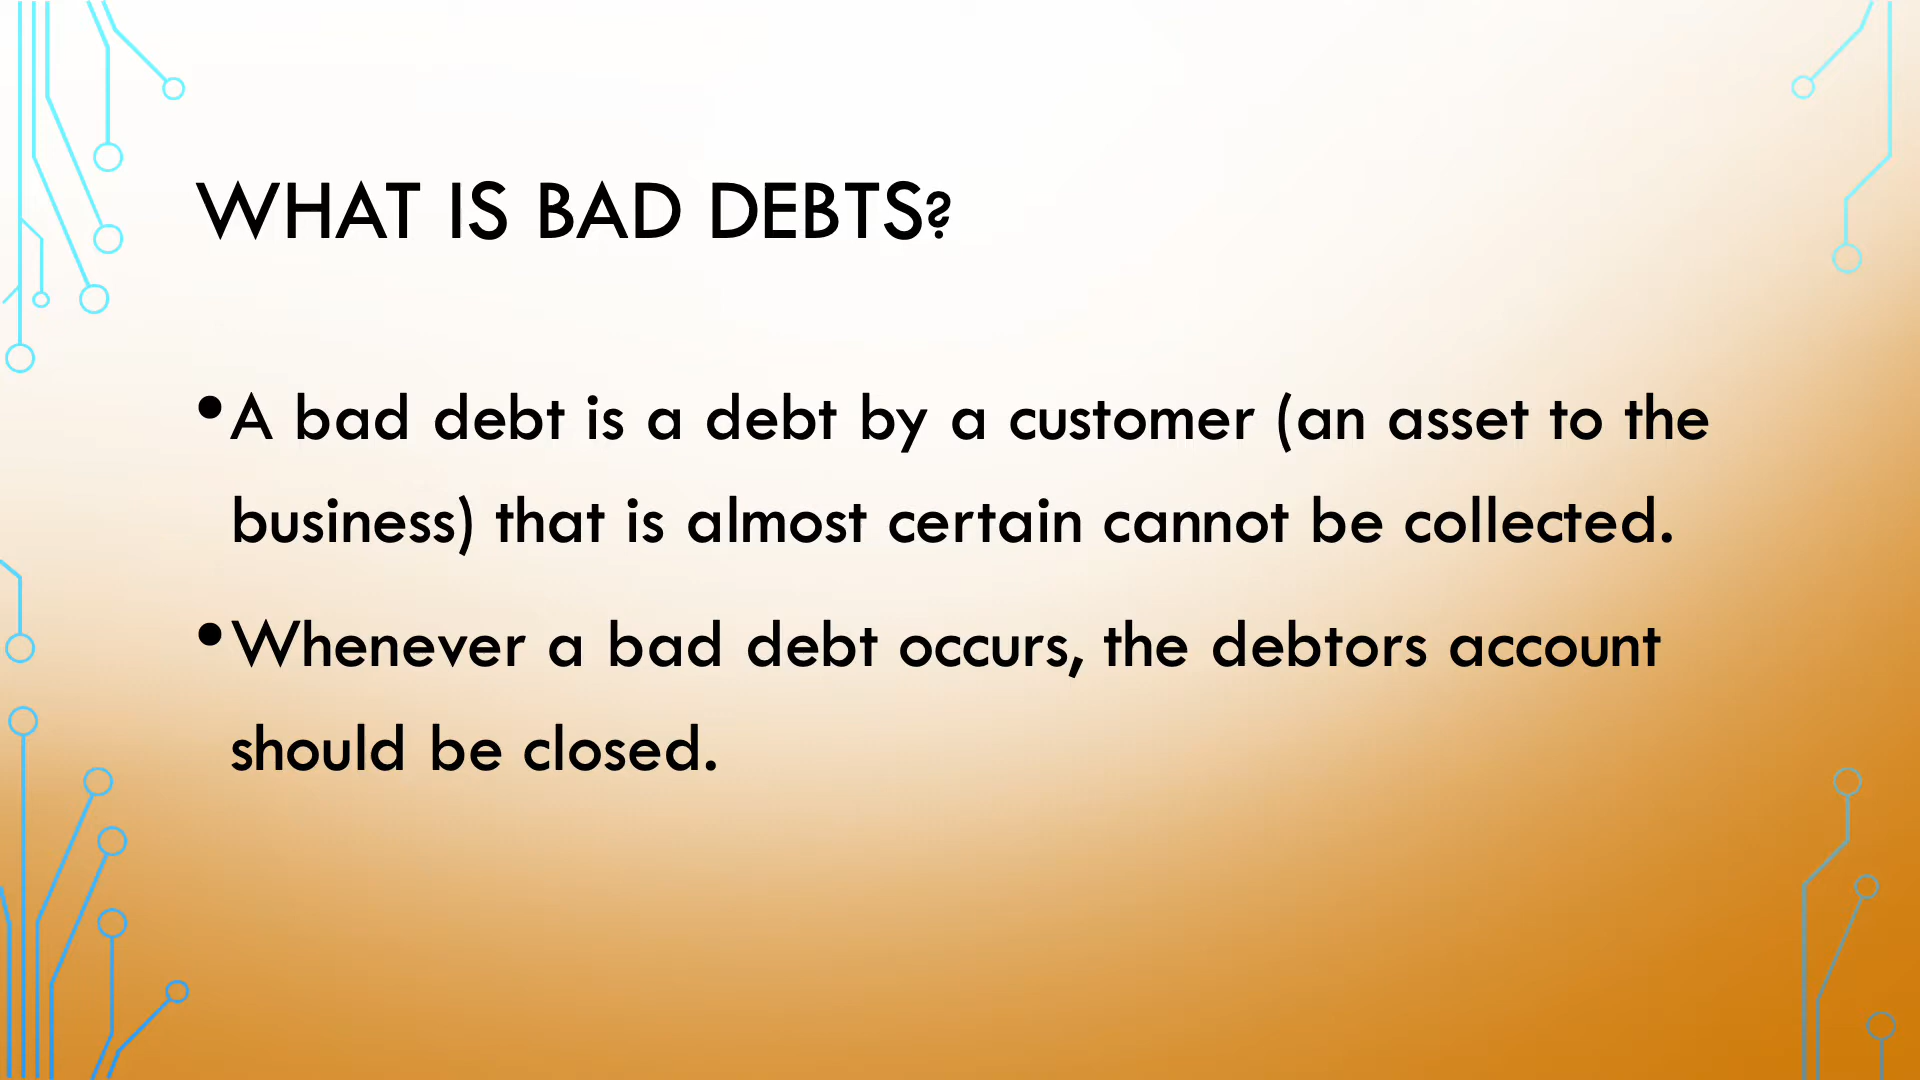 WHAT IS BAD DEBTS?
•A bad debt is a debt by a customer (an asset to the
business) that is almost certain cannot be collected.
•Whenever a bad debt occurs, the debtors account
should be closed.